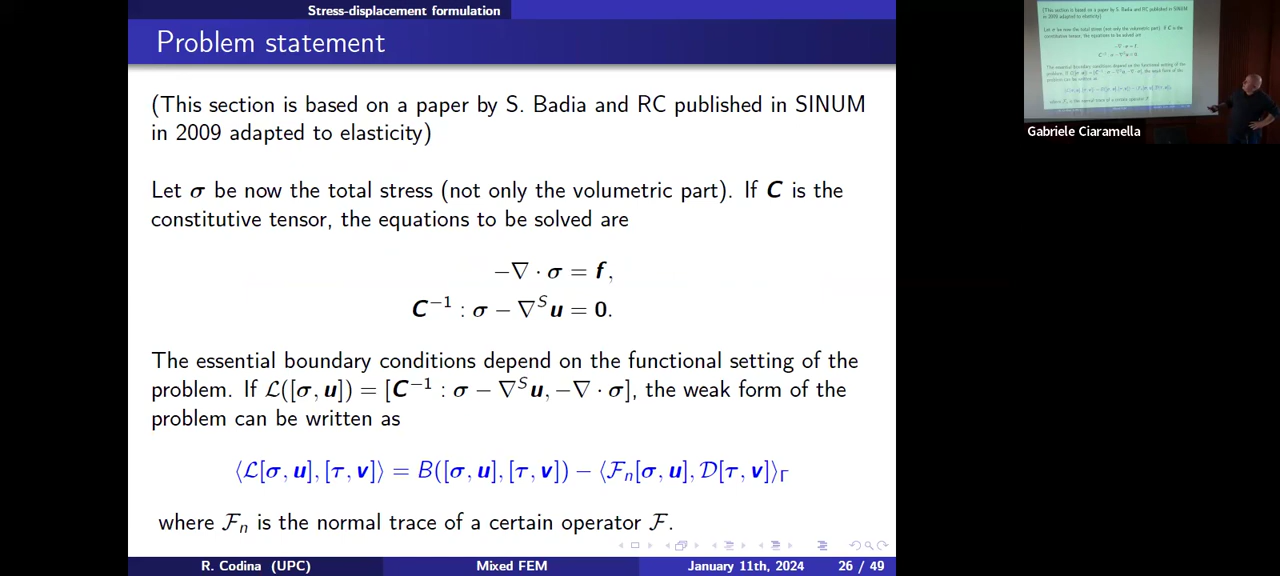 Stress-displacement formulation
Problem statement
(This section is based on a paper by S. Badia and RC published in SINUM
in 2009 adapted to elasticity)
Let σ be now the total stress (not only the volumetric part). If C is the
constitutive tensor, the equations to be solved are
−∇ · σ = f,
C⁻¹ : σ − ∇ˢu = 0.
The essential boundary conditions depend on the functional setting of the
problem. If ℒ([σ, u]) = [C⁻¹ : σ − ∇ˢu, −∇ · σ], the weak form of the
problem can be written as
⟨ℒ[σ, u], [τ, v]⟩ = B([σ, u], [τ, v]) − ⟨ℱₙ[σ, u], 𝒟[τ, v]⟩Γ
where ℱₙ is the normal trace of a certain operator ℱ.
R. Codina (UPC)
Mixed FEM
January 11th, 2024
26 / 49
Gabriele Ciaramella